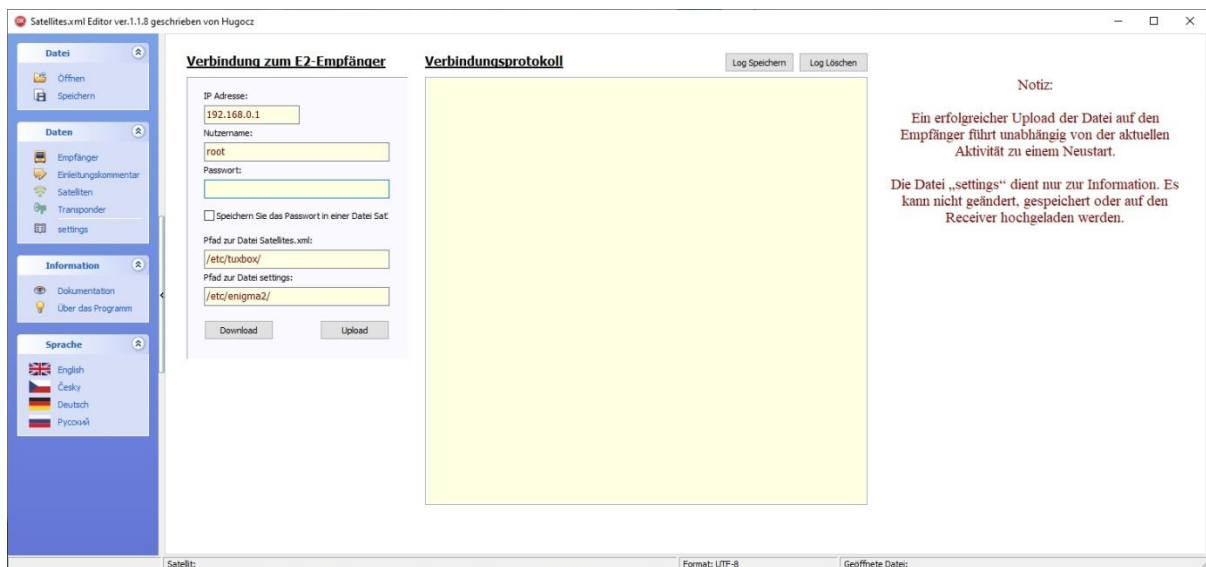 Satellites.xml Editor ver.1.1.8 geschrieben von Hugocz
Datei
Öffnen
Speichern
Daten
Empfänger
Einleitungskommentar
Satelliten
Transponder
settings
Information
Dokumentation
Über das Programm
Sprache
English
Česky
Deutsch
Русский
Verbindung zum E2-Empfänger
IP Adresse:
192.168.0.1
Nutzername:
root
Passwort:
Speichern Sie das Passwort in einer Datei Sat
Pfad zur Datei Satellites.xml:
/etc/tuxbox/
Pfad zur Datei settings:
/etc/enigma2/
Download
Upload
Verbindungsprotokoll
Log Speichern
Log Löschen
Notiz:
Ein erfolgreicher Upload der Datei auf den
Empfänger führt unabhängig von der aktuellen
Aktivität zu einem Neustart.
Die Datei „settings“ dient nur zur Information. Es
kann nicht geändert, gespeichert oder auf den
Receiver hochgeladen werden.
Satellit:
Format: UTF-8
Geöffnete Datei: